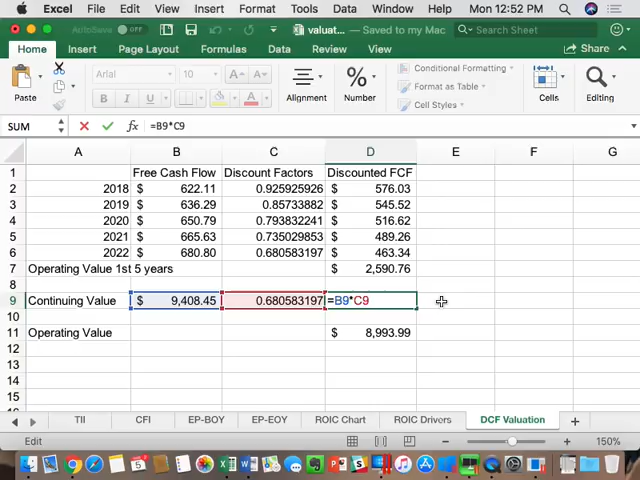 Excel File Edit View Insert Format Tools Data Window Help Mon 12:52 PM
AutoSave OFF valuat... — Saved to my Mac Search Sheet
Home Insert Page Layout Formulas Data Review View Share
Paste Arial 10 A A B I U Alignment % Number Conditional Formatting Format as Table Cell Styles Cells Editing
SUM fx =B9*C9
A B C D E F G
1 Free Cash Flow Discount Factors Discounted FCF
2 2018 $ 622.11 0.925925926 $ 576.03
3 2019 $ 636.29 0.85733882 $ 545.52
4 2020 $ 650.79 0.793832241 $ 516.62
5 2021 $ 665.63 0.735029853 $ 489.26
6 2022 $ 680.80 0.680583197 $ 463.34
7 Operating Value 1st 5 years $ 2,590.76
8
9 Continuing Value $ 9,408.45 0.680583197 =B9*C9
10
11 Operating Value $ 8,993.99
12
13
14
15
TII CFI EP-BOY EP-EOY ROIC Chart ROIC Drivers DCF Valuation +
Edit 150%